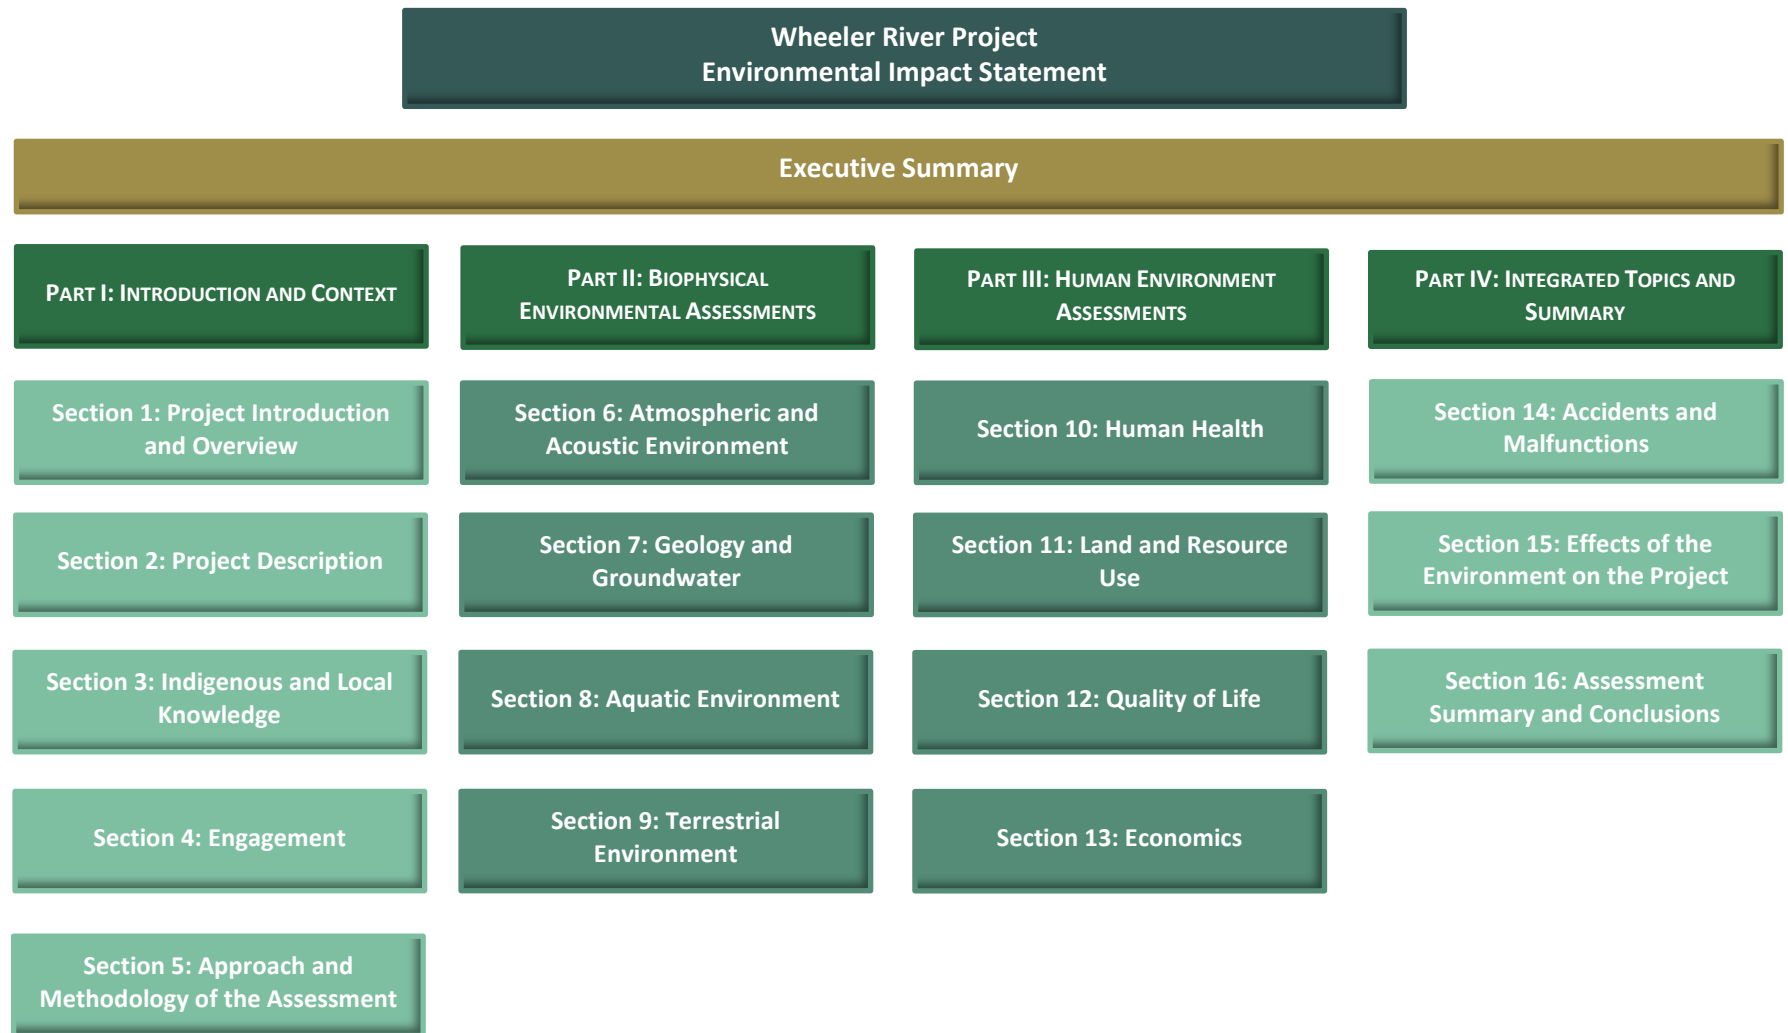 Wheeler River Project
Environmental Impact Statement
Executive Summary
PART I: INTRODUCTION AND CONTEXT
Section 1: Project Introduction
and Overview
Section 2: Project Description
Section 3: Indigenous and Local
Knowledge
Section 4: Engagement
Section 5: Approach and
Methodology of the Assessment
PART II: BIOPHYSICAL
ENVIRONMENTAL ASSESSMENTS
Section 6: Atmospheric and
Acoustic Environment
Section 7: Geology and
Groundwater
Section 8: Aquatic Environment
Section 9: Terrestrial
Environment
PART III: HUMAN ENVIRONMENT
ASSESSMENTS
Section 10: Human Health
Section 11: Land and Resource
Use
Section 12: Quality of Life
Section 13: Economics
PART IV: INTEGRATED TOPICS AND
SUMMARY
Section 14: Accidents and
Malfunctions
Section 15: Effects of the
Environment on the Project
Section 16: Assessment
Summary and Conclusions